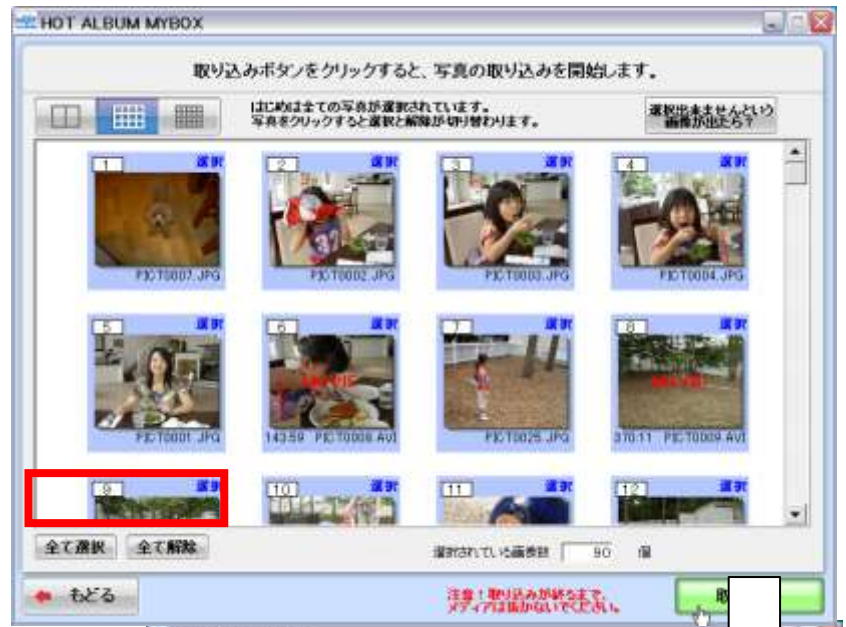 HOT ALBUM MYBOX
取り込みボタンをクリックすると、写真の取り込みを開始します。
はじめは全ての写真が選択されています。
写真をクリックすると選択と解除が切り替わります。
選択出来ませんという
画像が出たら？
1 選択
2 選択
3 選択
4 選択
PICT0007.JPG
PICT0002.JPG
PICT0003.JPG
PICT0004.JPG
5 選択
6 選択
7 選択
8 選択
PICT0001.JPG
143:59 PICT0008.AVI
PICT0025.JPG
370:11 PICT0009.AVI
9 選択
10 選択
11 選択
12 選択
全て選択
全て解除
選択されている画像数 90 個
もどる
注意！取り込みが終るまで、
メディアは抜かないでください。
取